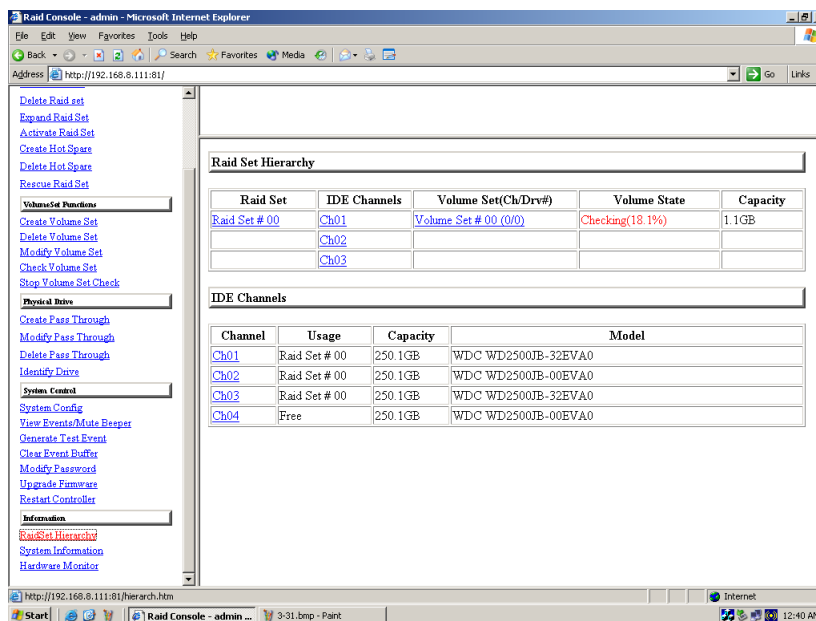 Raid Console - admin - Microsoft Internet Explorer
File Edit View Favorites Tools Help
Back Search Favorites Media
Address http://192.168.8.111:81/ Go Links
Delete Raid set
Expand Raid Set
Activate Raid Set
Create Hot Spare
Delete Hot Spare
Rescue Raid Set
VolumeSet Functions
Create Volume Set
Delete Volume Set
Modify Volume Set
Check Volume Set
Stop Volume Set Check
Physical Drive
Create Pass Through
Modify Pass Through
Delete Pass Through
Identify Drive
System Control
System Config
View Events/Mute Beeper
Generate Test Event
Clear Event Buffer
Modify Password
Upgrade Firmware
Restart Controller
Information
RaidSet Hierarchy
System Information
Hardware Monitor
Raid Set Hierarchy
Raid Set IDE Channels Volume Set(Ch/Drv#) Volume State Capacity
Raid Set # 00 Ch01 Volume Set # 00 (0/0) Checking(18.1%) 1.1GB
Ch02
Ch03
IDE Channels
Channel Usage Capacity Model
Ch01 Raid Set # 00 250.1GB WDC WD2500JB-32EVA0
Ch02 Raid Set # 00 250.1GB WDC WD2500JB-00EVA0
Ch03 Raid Set # 00 250.1GB WDC WD2500JB-32EVA0
Ch04 Free 250.1GB WDC WD2500JB-00EVA0
http://192.168.8.111:81/hierarch.htm Internet
Start Raid Console - admin ... 3-31.bmp - Paint 12:40 AM